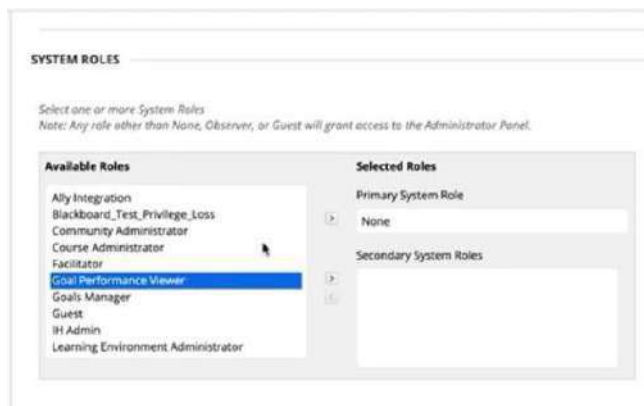 SYSTEM ROLES
Select one or more System Roles
Note: Any role other than None, Observer, or Guest will grant access to the Administrator Panel.
Available Roles
Ally Integration
Blackboard_Test_Privilege_Loss
Community Administrator
Course Administrator
Facilitator
Goal Performance Viewer
Goals Manager
Guest
IH Admin
Learning Environment Administrator
Selected Roles
Primary System Role
None
Secondary System Roles